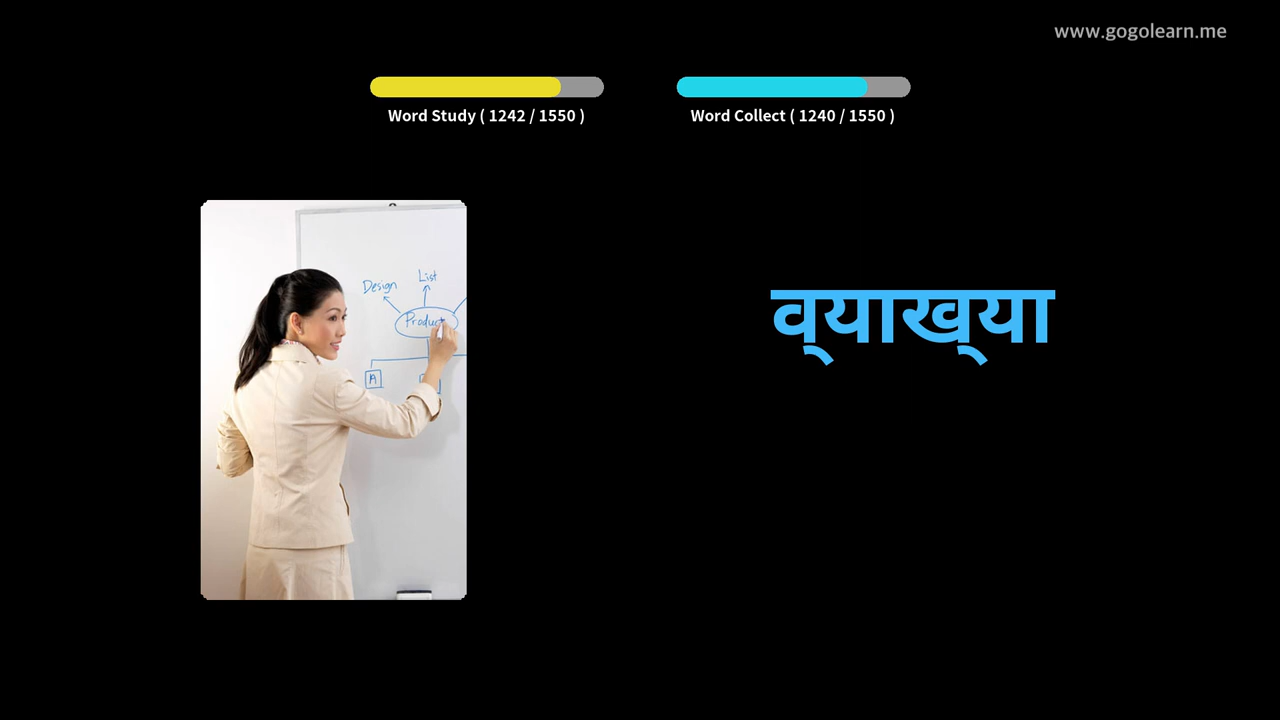 www.gogolearn.me
Word Study ( 1242 / 1550 )
Word Collect ( 1240 / 1550 )
व्याख्या
List
Design
Product
A